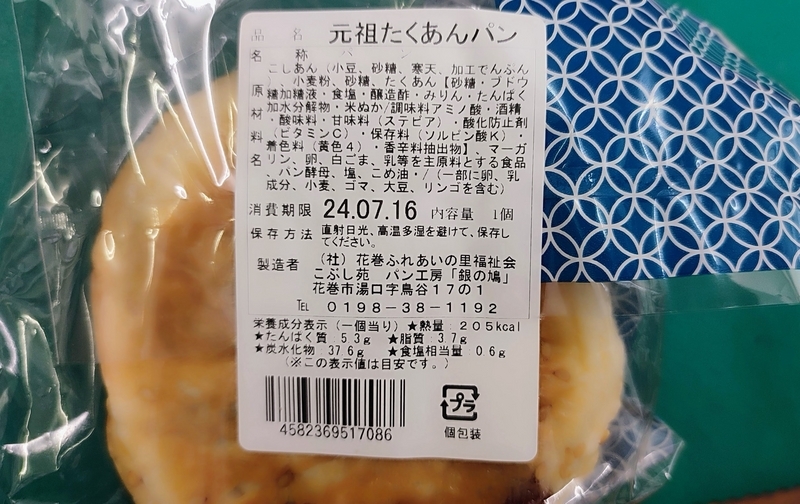 品名 元祖たくあんパン
名称 パン
こしあん（小豆、砂糖、寒天、加工でんぷん
、小麦粉、砂糖、たくあん【砂糖・ブドウ
原 糖加糖液・食塩・醸造酢・みりん・たんぱく
材 加水分解物・米ぬか/調味料アミノ酸・酒精
・酸味料・甘味料（ステビア）・酸化防止剤
料 （ビタミンC）・保存料（ソルビン酸K）・
着色料（黄色4）・香辛料抽出物】、マーガ
名 リン、卵、白ごま、乳等を主原料とする食品
、パン酵母、塩、こめ油・/（一部に卵、乳
成分、小麦、ゴマ、大豆、リンゴを含む）
消費期限 24.07.16 内容量 1個
保存方法 直射日光、高温多湿を避けて、保存し
てください。
製造者 （社）花巻ふれあいの里福祉会
こぶし苑 パン工房「銀の鳩」
花巻市湯口字鳥谷17の1
TEL 0198-38-1192
栄養成分表示（一個当り）★熱量 205kcal
★たんぱく質 5.3g ★脂質 3.7g
★炭水化物 37.6g ★食塩相当量 0.6g
（※この表示値は目安です。）
4582369517086
プラ
個包装